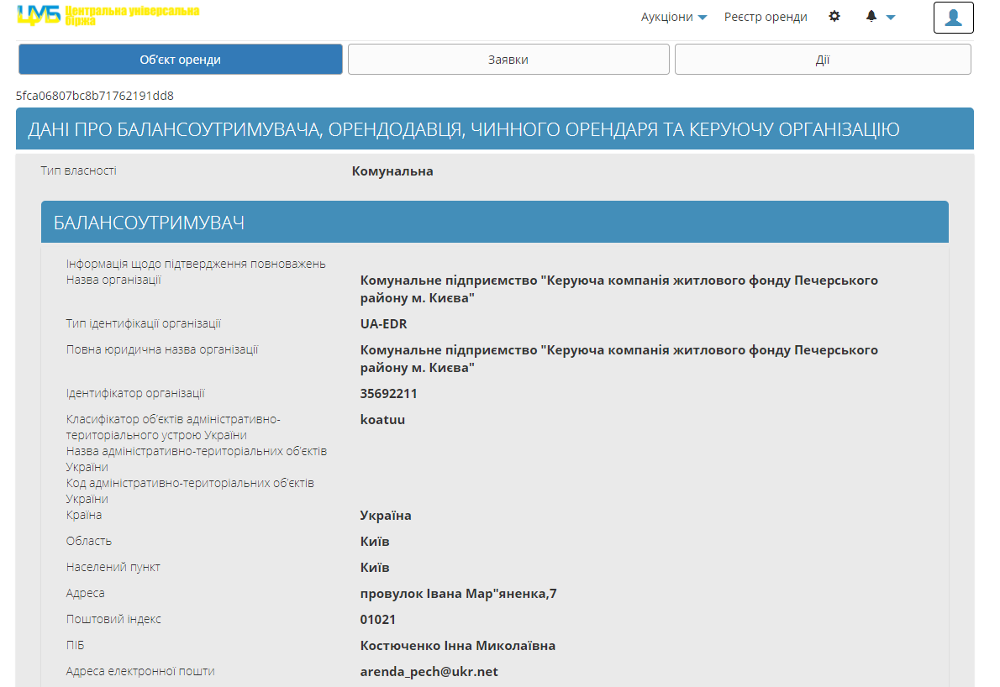 ЦУБ Центральна універсальна
біржа
Аукціони Реєстр оренди
Об’єкт оренди Заявки Дії
5fca06807bc8b71762191dd8
ДАНІ ПРО БАЛАНСОУТРИМУВАЧА, ОРЕНДОДАВЦЯ, ЧИННОГО ОРЕНДАРЯ ТА КЕРУЮЧУ ОРГАНІЗАЦІЮ
Тип власності Комунальна
БАЛАНСОУТРИМУВАЧ
Інформація щодо підтвердження повноважень
Назва організації Комунальне підприємство "Керуюча компанія житлового фонду Печерського
району м. Києва"
Тип ідентифікації організації UA-EDR
Повна юридична назва організації Комунальне підприємство "Керуюча компанія житлового фонду Печерського
району м. Києва"
Ідентифікатор організації 35692211
Класифікатор об’єктів адміністративно- koatuu
територіального устрою України
Назва адміністративно-територіальних об’єктів
України
Код адміністративно-територіальних об’єктів
України
Країна Україна
Область Київ
Населений пункт Київ
Адреса провулок Івана Мар"яненка,7
Поштовий індекс 01021
ПІБ Костюченко Інна Миколаївна
Адреса електронної пошти arenda_pech@ukr.net